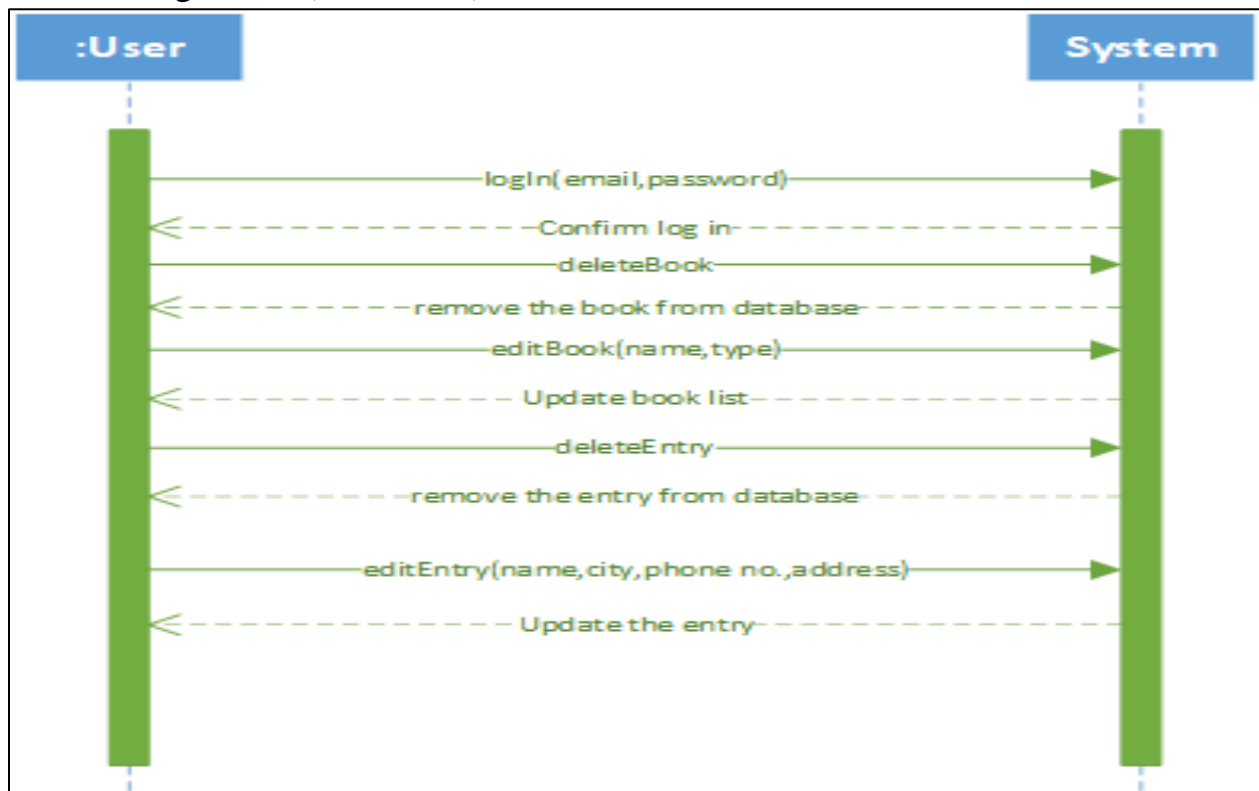 :User
System
logIn(email,password)
Confirm log in
deleteBook
remove the book from database
editBook(name,type)
Update book list
deleteEntry
remove the entry from database
editEntry(name,city,phone no.,address)
Update the entry